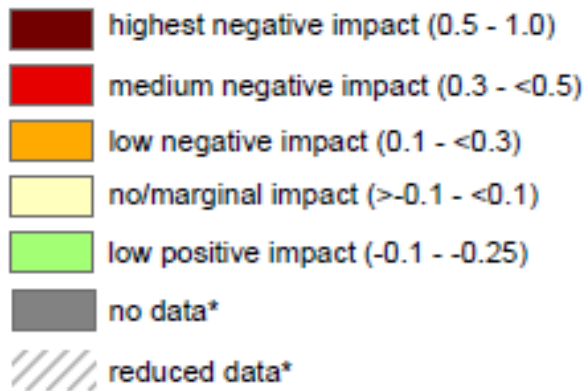 highest negative impact (0.5 - 1.0)
medium negative impact (0.3 - <0.5)
low negative impact (0.1 - <0.3)
no/marginal impact (>-0.1 - <0.1)
low positive impact (-0.1 - -0.25)
no data*
reduced data*